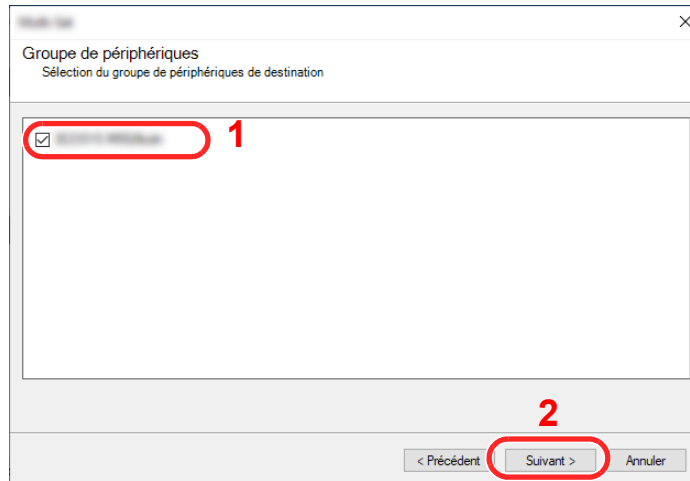 Groupe de périphériques
Sélection du groupe de périphériques de destination
1
2
< Précédent
Suivant >
Annuler